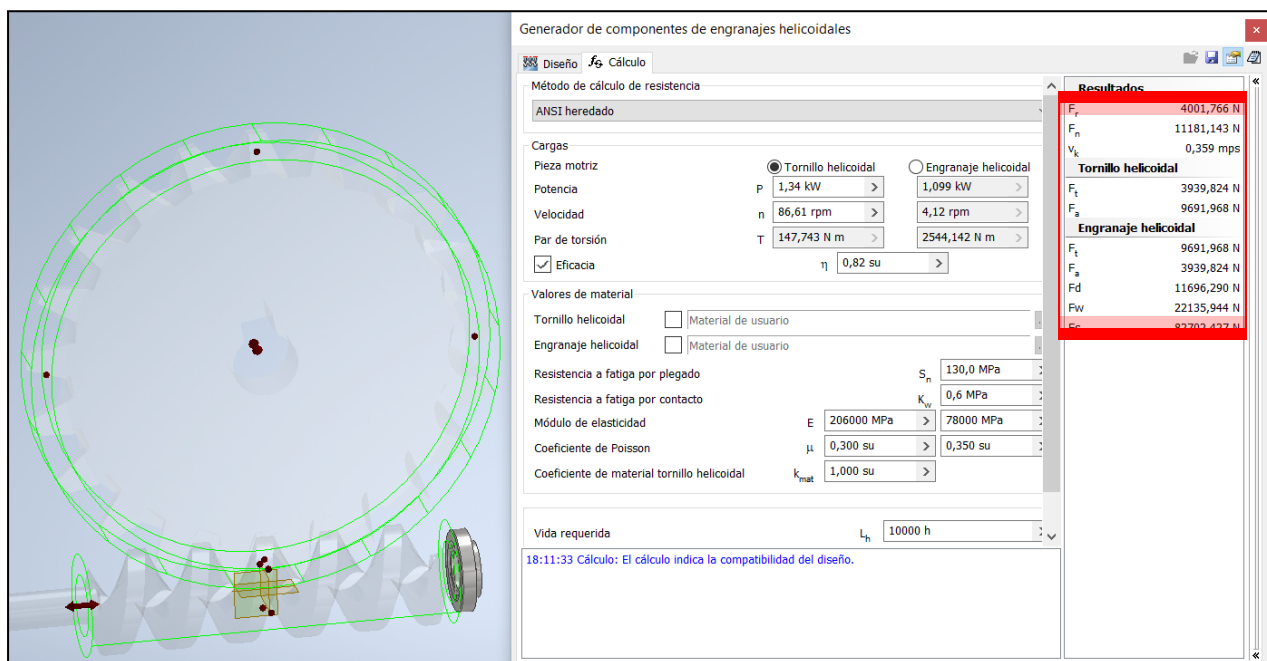 Generador de componentes de engranajes helicoidales
Diseño
Cálculo
Método de cálculo de resistencia
ANSI heredado
Cargas
Pieza motriz Tornillo helicoidal Engranaje helicoidal
Potencia P 1,34 kW 1,099 kW
Velocidad n 86,61 rpm 4,12 rpm
Par de torsión T 147,743 N m 2544,142 N m
Eficacia η 0,82 su
Valores de material
Tornillo helicoidal Material de usuario
Engranaje helicoidal Material de usuario
Resistencia a fatiga por plegado Sn 130,0 MPa
Resistencia a fatiga por contacto Kw 0,6 MPa
Módulo de elasticidad E 206000 MPa 78000 MPa
Coeficiente de Poisson μ 0,300 su 0,350 su
Coeficiente de material tornillo helicoidal kmat 1,000 su
Vida requerida Lh 10000 h
18:11:33 Cálculo: El cálculo indica la compatibilidad del diseño.
Resultados
Fr 4001,766 N
Fn 11181,143 N
vk 0,359 mps
Tornillo helicoidal
Ft 3939,824 N
Fa 9691,968 N
Engranaje helicoidal
Ft 9691,968 N
Fa 3939,824 N
Fd 11696,290 N
Fw 22135,944 N
Fs 82702,427 N